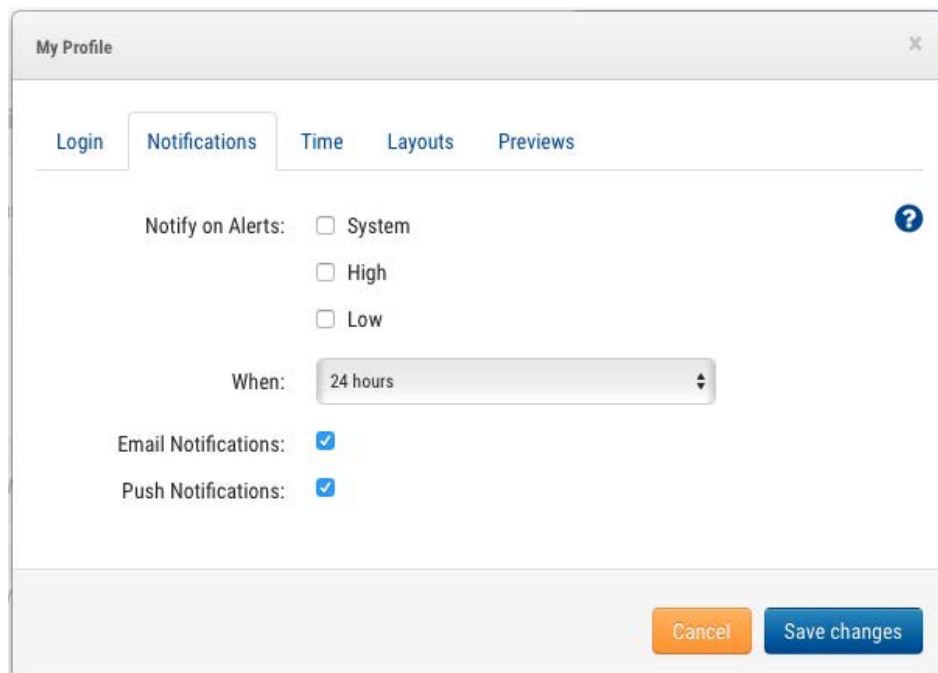 My Profile ×
Login Notifications Time Layouts Previews
Notify on Alerts: System ?
High
Low
When: 24 hours
Email Notifications:
Push Notifications:
Cancel Save changes